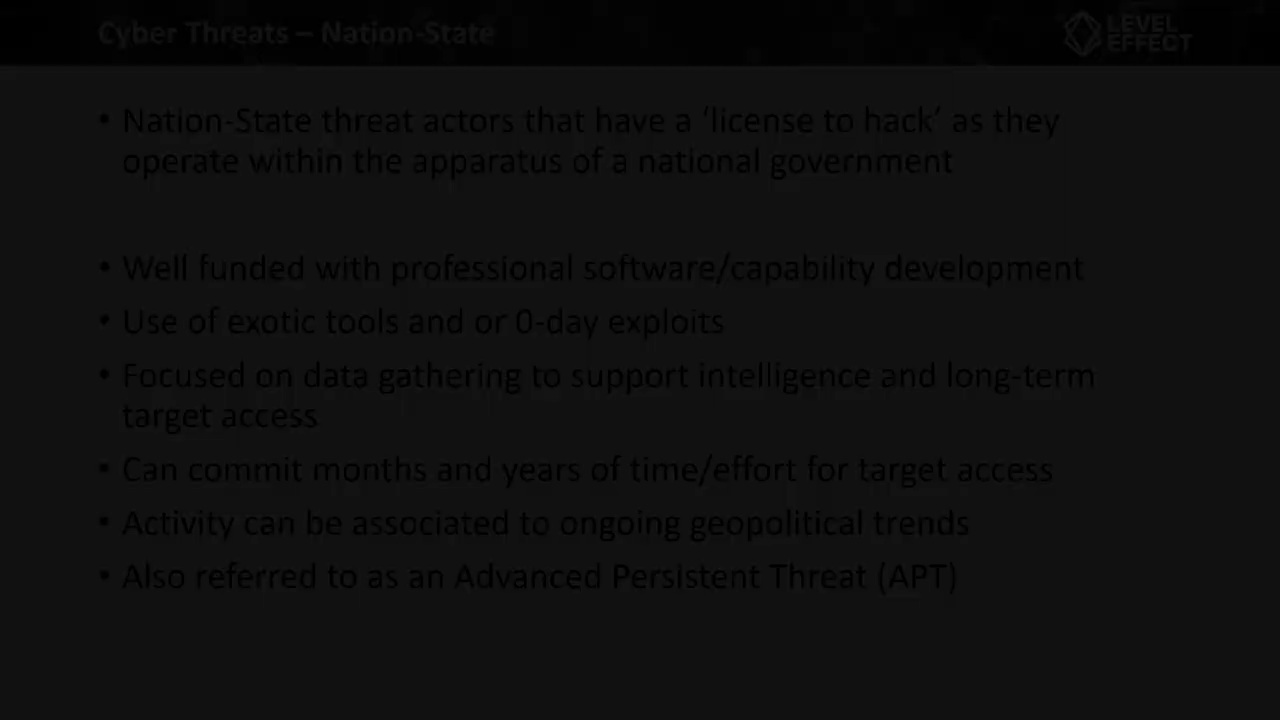 Cyber Threats – Nation-State
LEVEL
EFFECT
• Nation-State threat actors that have a ‘license to hack’ as they
operate within the apparatus of a national government
• Well funded with professional software/capability development
• Use of exotic tools and or 0-day exploits
• Focused on data gathering to support intelligence and long-term
target access
• Can commit months and years of time/effort for target access
• Activity can be associated to ongoing geopolitical trends
• Also referred to as an Advanced Persistent Threat (APT)